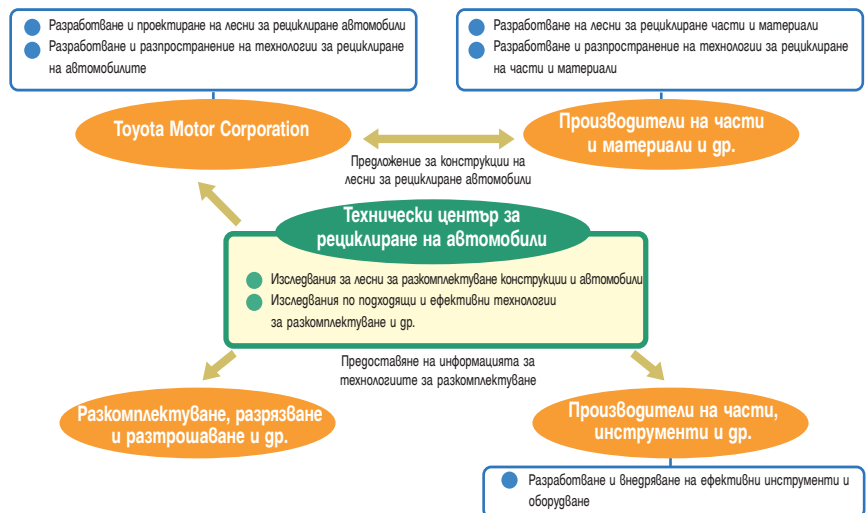 Разработване и проектиране на лесни за рециклиране автомобили
Разработване и разпространение на технологии за рециклиране
на автомобилите
Разработване на лесни за рециклиране части и материали
Разработване и разпространение на технологии за рециклиране
на части и материали
Toyota Motor Corporation
Производители на части
и материали и др.
Предложение за конструкции на
лесни за рециклиране автомобили
Технически център за
рециклиране на автомобили
Изследвания за лесни за разкомплектуване конструкции и автомобили
Изследвания по подходящи и ефективни технологии
за разкомплектуване и др.
Предоставяне на информацията за
технологиите за разкомплектуване
Разкомплектуване, разрязване
и разтрошаване и др.
Производители на части,
инструменти и др.
Разработване и внедряване на ефективни инструменти и
оборудване